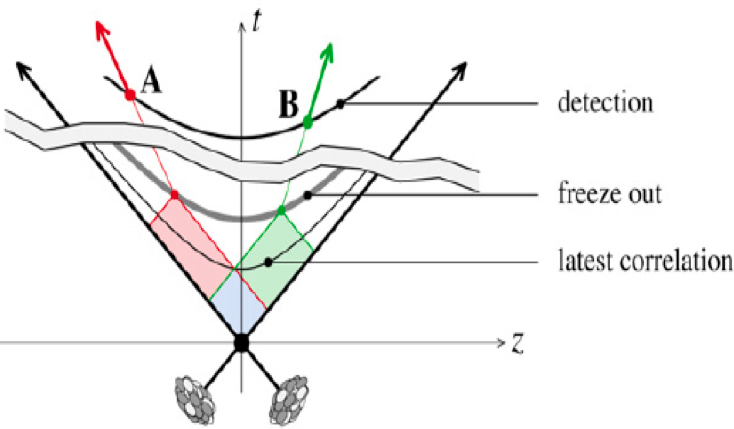 t
A
B
detection
freeze out
latest correlation
z